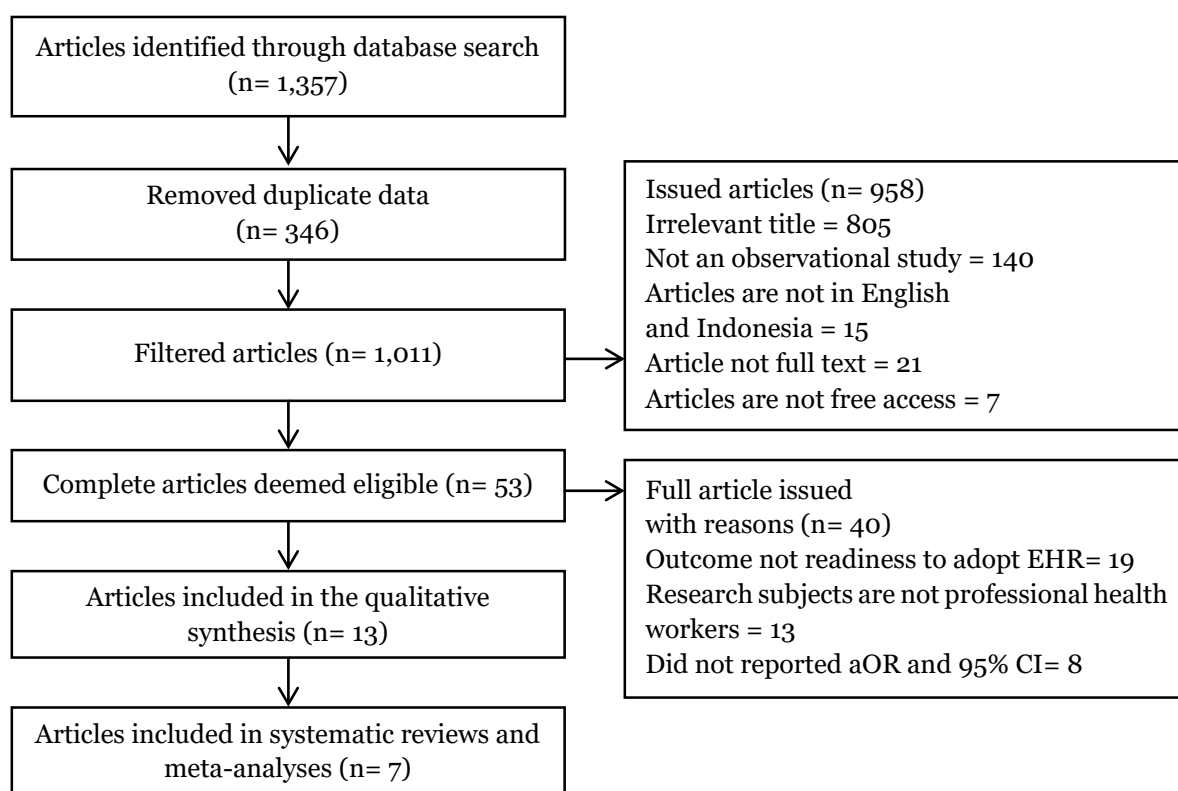 Articles identified through database search
(n= 1,357)
Removed duplicate data
(n= 346)
Issued articles (n= 958)
Irrelevant title = 805
Not an observational study = 140
Articles are not in English
and Indonesia = 15
Article not full text = 21
Articles are not free access = 7
Filtered articles (n= 1,011)
Complete articles deemed eligible (n= 53)
Full article issued
with reasons (n= 40)
Outcome not readiness to adopt EHR= 19
Research subjects are not professional health
workers = 13
Did not reported aOR and 95% CI= 8
Articles included in the qualitative
synthesis (n= 13)
Articles included in systematic reviews and
meta-analyses (n= 7)